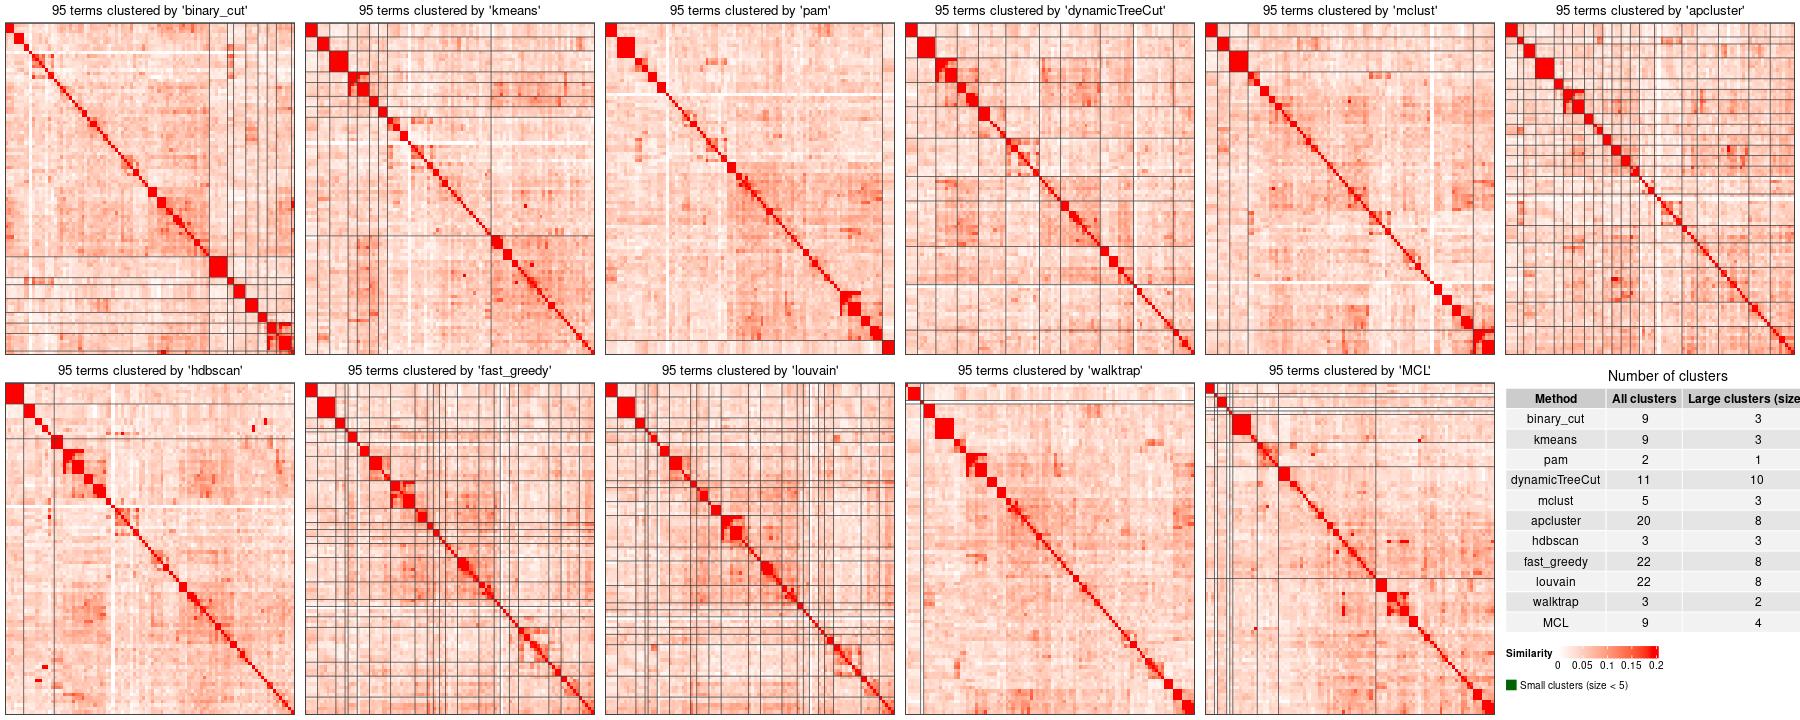 95 terms clustered by 'binary_cut'
95 terms clustered by 'kmeans'
95 terms clustered by 'pam'
95 terms clustered by 'dynamicTreeCut'
95 terms clustered by 'mclust'
95 terms clustered by 'apcluster'
95 terms clustered by 'hdbscan'
95 terms clustered by 'fast_greedy'
95 terms clustered by 'louvain'
95 terms clustered by 'walktrap'
95 terms clustered by 'MCL'
Number of clusters
Method All clusters Large clusters (size
binary_cut 9 3
kmeans 9 3
pam 2 1
dynamicTreeCut 11 10
mclust 5 3
apcluster 20 8
hdbscan 3 3
fast_greedy 22 8
louvain 22 8
walktrap 3 2
MCL 9 4
Similarity
0 0.05 0.1 0.15 0.2
Small clusters (size < 5)